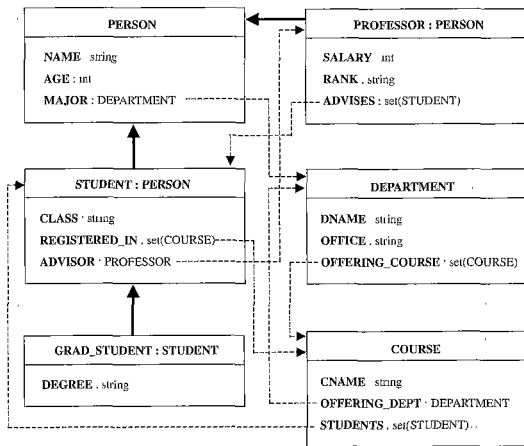 PERSON
NAME string
AGE : int
MAJOR : DEPARTMENT
PROFESSOR : PERSON
SALARY int
RANK . string
ADVISES : set(STUDENT)
STUDENT : PERSON
CLASS · string
REGISTERED_IN . set(COURSE)
ADVISOR · PROFESSOR
DEPARTMENT
DNAME string
OFFICE . string
OFFERING_COURSE · set(COURSE)
GRAD_STUDENT : STUDENT
DEGREE . string
COURSE
CNAME string
OFFERING_DEPT · DEPARTMENT
STUDENTS . set(STUDENT)